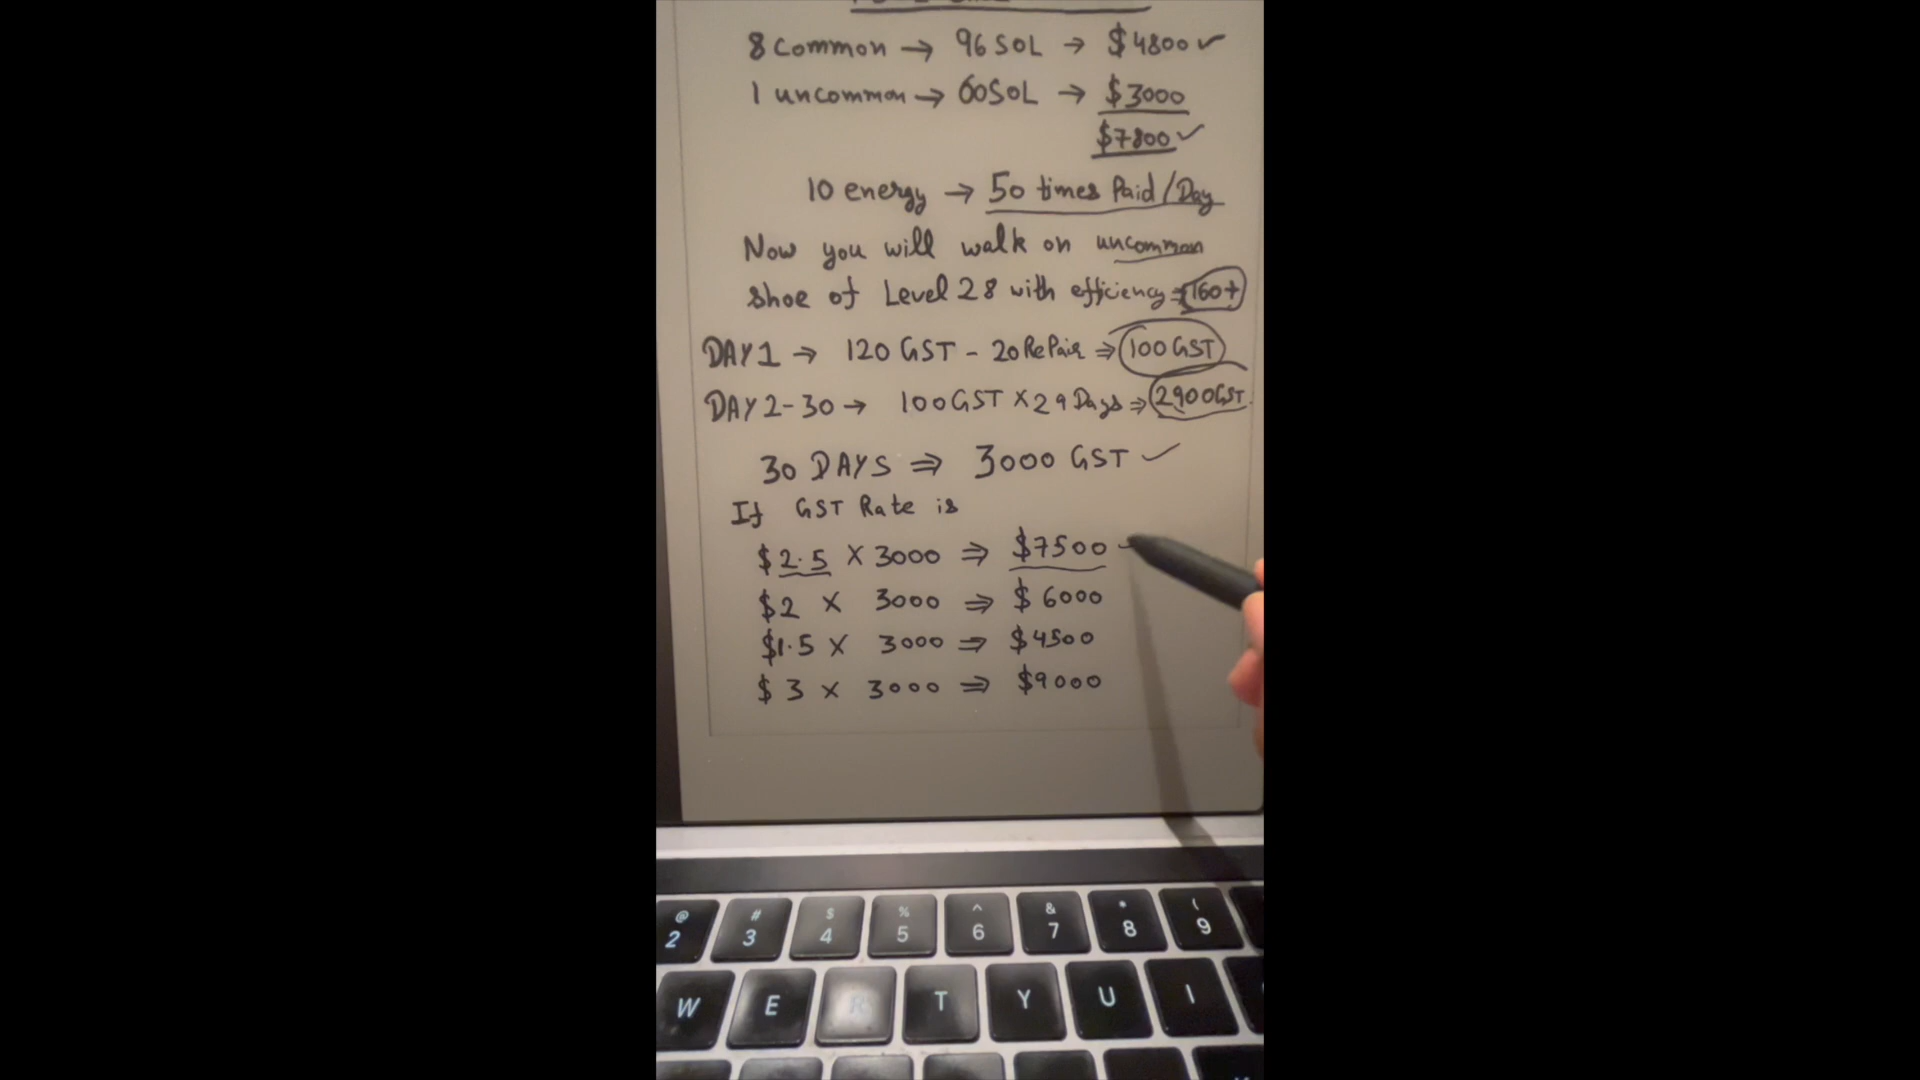 8 Common → 96 SOL → $4800 ✓
1 uncommon → 60 SOL → $3000
$7800 ✓
10 energy → 50 times Paid/Day
Now you will walk on uncommon
shoe of Level 28 with efficiency ⇒ 160+
DAY 1 → 120 GST - 20 RePair ⇒ 100 GST
DAY 2-30 → 100 GST X 29 Days ⇒ 2900 GST
30 DAYS ⇒ 3000 GST ✓
If GST Rate is
$2.5 X 3000 ⇒ $7500
$2 X 3000 ⇒ $6000
$1.5 X 3000 ⇒ $4500
$3 X 3000 ⇒ $9000
@ # $ % ^ & * (
2 3 4 5 6 7 8 9
W E R T Y U I